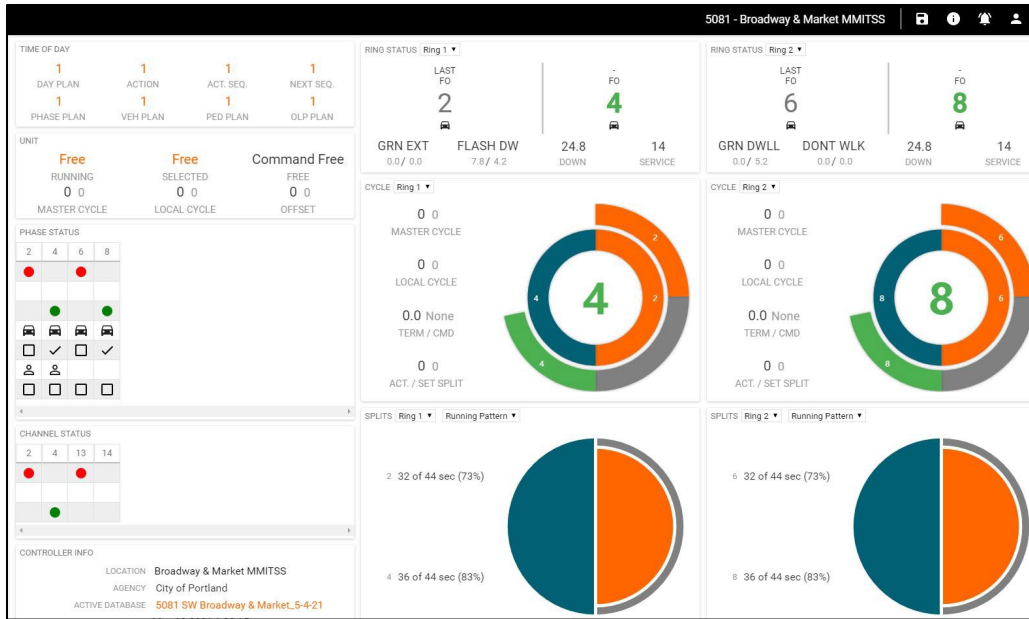 5081 - Broadway & Market MMITSS
TIME OF DAY
1 1 1 1
DAY PLAN ACTION ACT. SEQ. NEXT SEQ.
1 1 1 1
PHASE PLAN VEH PLAN PED PLAN OLP PLAN
UNIT
Free Free Command Free
RUNNING SELECTED FREE
0 0 0 0 0 0
MASTER CYCLE LOCAL CYCLE OFFSET
PHASE STATUS
2 4 6 8
CHANNEL STATUS
2 4 13 14
CONTROLLER INFO
LOCATION Broadway & Market MMITSS
AGENCY City of Portland
ACTIVE DATABASE 5081 SW Broadway & Market_5-4-21
RING STATUS Ring 1
LAST -
FO FO
2 4
GRN EXT FLASH DW 24.8 14
0.0 / 0.0 7.8 / 4.2 DOWN SERVICE
CYCLE Ring 1
0 0
MASTER CYCLE
0 0
LOCAL CYCLE
0.0 None
TERM / CMD
0 0
ACT. / SET SPLIT
2
4 4 2
4
SPLITS Ring 1 Running Pattern
2 32 of 44 sec (73%)
4 36 of 44 sec (83%)
RING STATUS Ring 2
LAST -
FO FO
6 8
GRN DWLL DONT WLK 24.8 14
0.0 / 5.2 0.0 / 0.0 DOWN SERVICE
CYCLE Ring 2
0 0
MASTER CYCLE
0 0
LOCAL CYCLE
0.0 None
TERM / CMD
0 0
ACT. / SET SPLIT
6
8 8 6
8
SPLITS Ring 2 Running Pattern
6 32 of 44 sec (73%)
8 36 of 44 sec (83%)